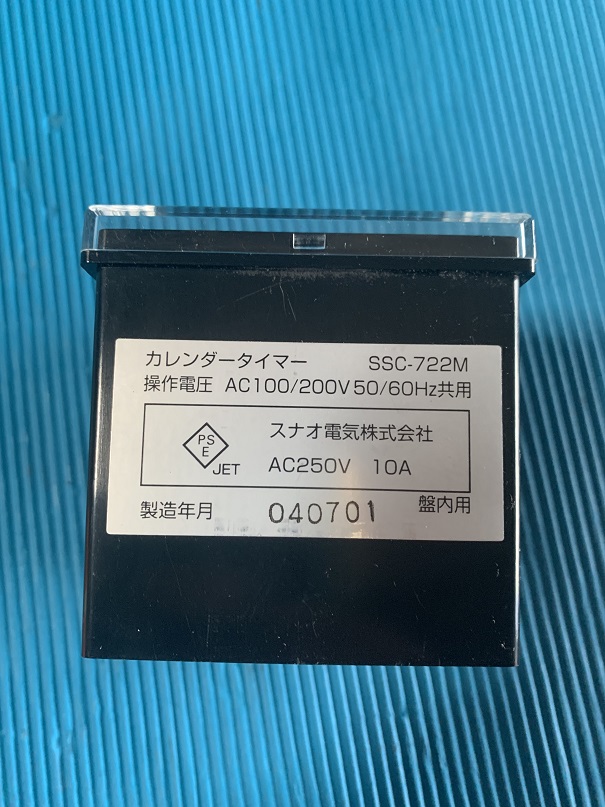 カレンダータイマー SSC-722M
操作電圧 AC100/200V 50/60Hz共用
PS
E
JET
スナオ電気株式会社
AC250V 10A
製造年月 040701 盤内用